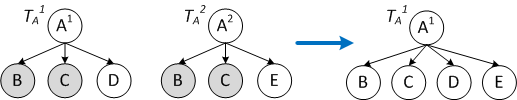 T_A^1 A^1 T_A^2 A^2 T_A^1 A^1
B C D B C E B C D E